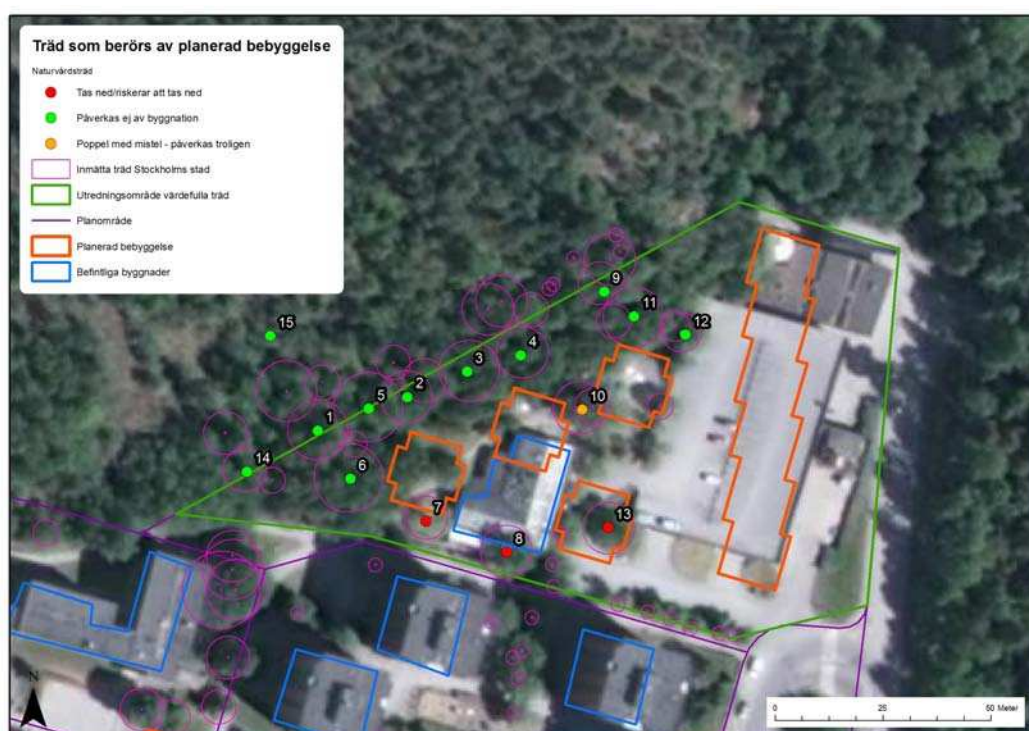 Träd som berörs av planerad bebyggelse
Naturvårdsträd
Tas ned/riskerar att tas ned
Påverkas ej av byggnation
Poppel med mistel - påverkas troligen
Inmätta träd Stockholms stad
Utredningsområde värdefulla träd
Planområde
Planerad bebyggelse
Befintliga byggnader
9
11
12
15
4
3
2
10
5
1
14
6
7
13
8
N
0 25 50 Meter